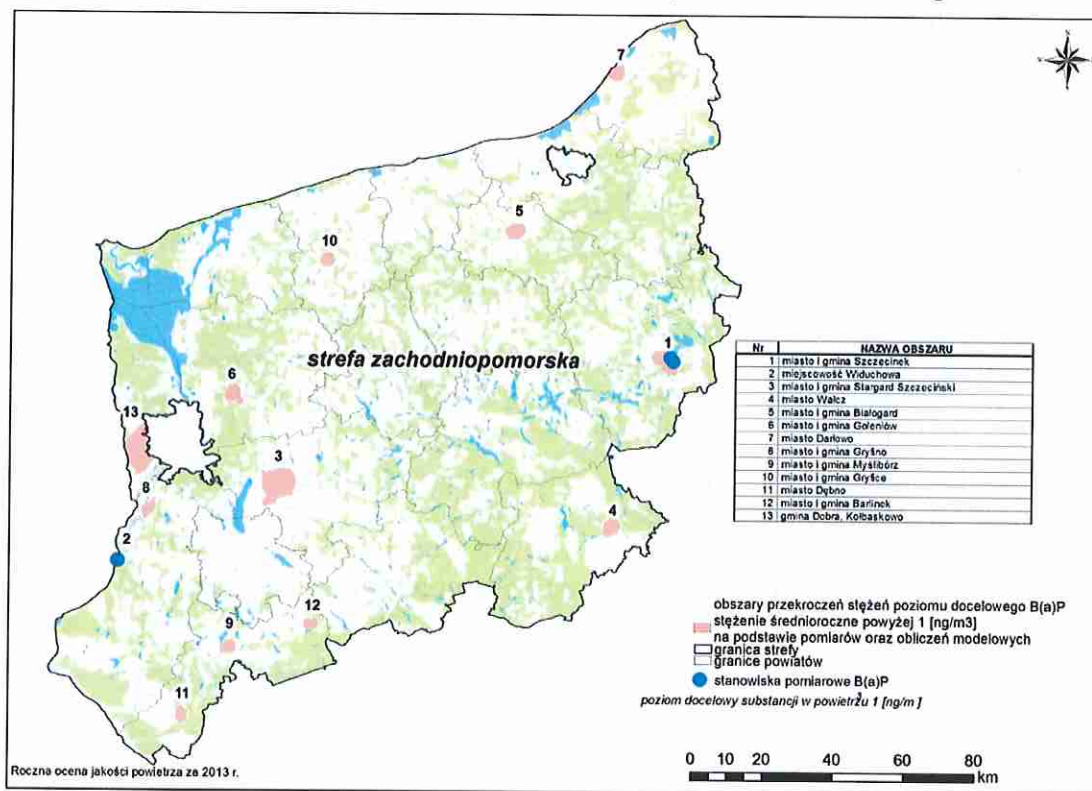 7
5
10
strefa zachodniopomorska
1
6
13
3
8
4
2
12
9
11
Nr NAZWA OBSZARU
1 miasto i gmina Szczecinek
2 miejscowość Widuchowa
3 miasto i gmina Stargard Szczeciński
4 miasto Wałcz
5 miasto i gmina Białogard
6 miasto i gmina Goleniów
7 miasto Darłowo
8 miasto i gmina Gryfino
9 miasto i gmina Myślibórz
10 miasto i gmina Gryfice
11 miasto Dębno
12 miasto i gmina Barlinek
13 gmina Dobra, Kołbaskowo
obszary przekroczeń stężeń poziomu docelowego B(a)P
stężenie średnioroczne powyżej 1 [ng/m3]
na podstawie pomiarów oraz obliczeń modelowych
granica strefy
granice powiatów
stanowiska pomiarowe B(a)P
poziom docelowy substancji w powietrzu 1 [ng/m³]
Roczna ocena jakości powietrza za 2013 r.
0 10 20 40 60 80
km